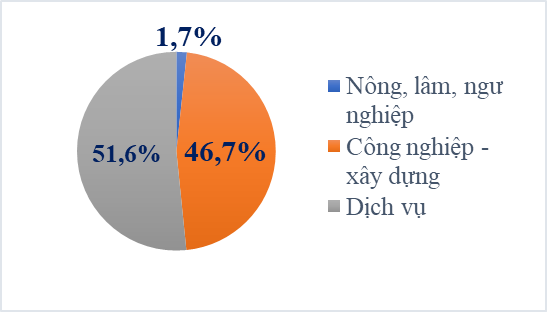 1,7%
51,6%
46,7%
Nông, lâm, ngư
nghiệp
Công nghiệp -
xây dựng
Dịch vụ